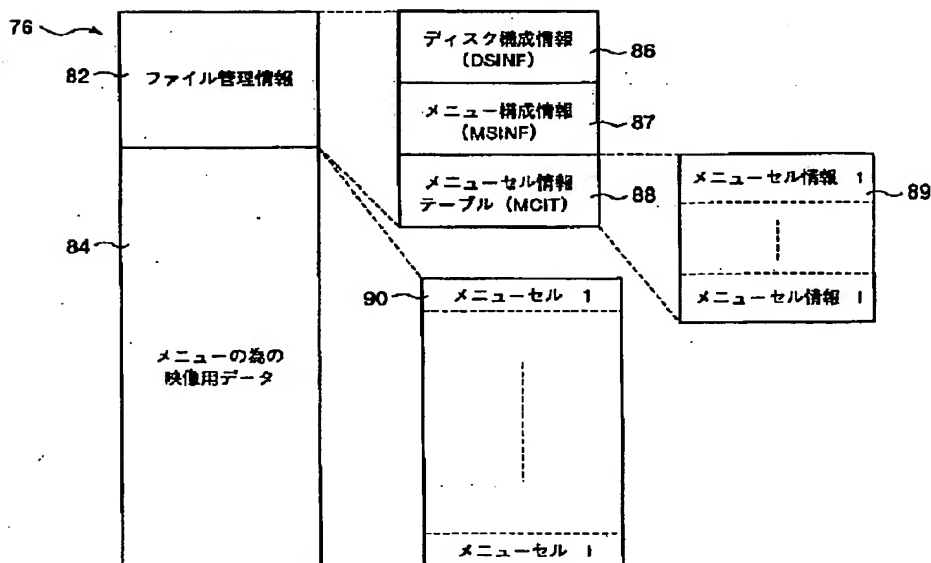 76
82
ファイル管理情報
84
メニューの為の
映像用データ
ディスク構成情報
(DSINF)
86
メニュー構成情報
(MSINF)
87
メニューセル情報
テーブル (MCIT)
88
メニューセル情報 1
89
メニューセル情報 I
90
メニューセル 1
メニューセル I